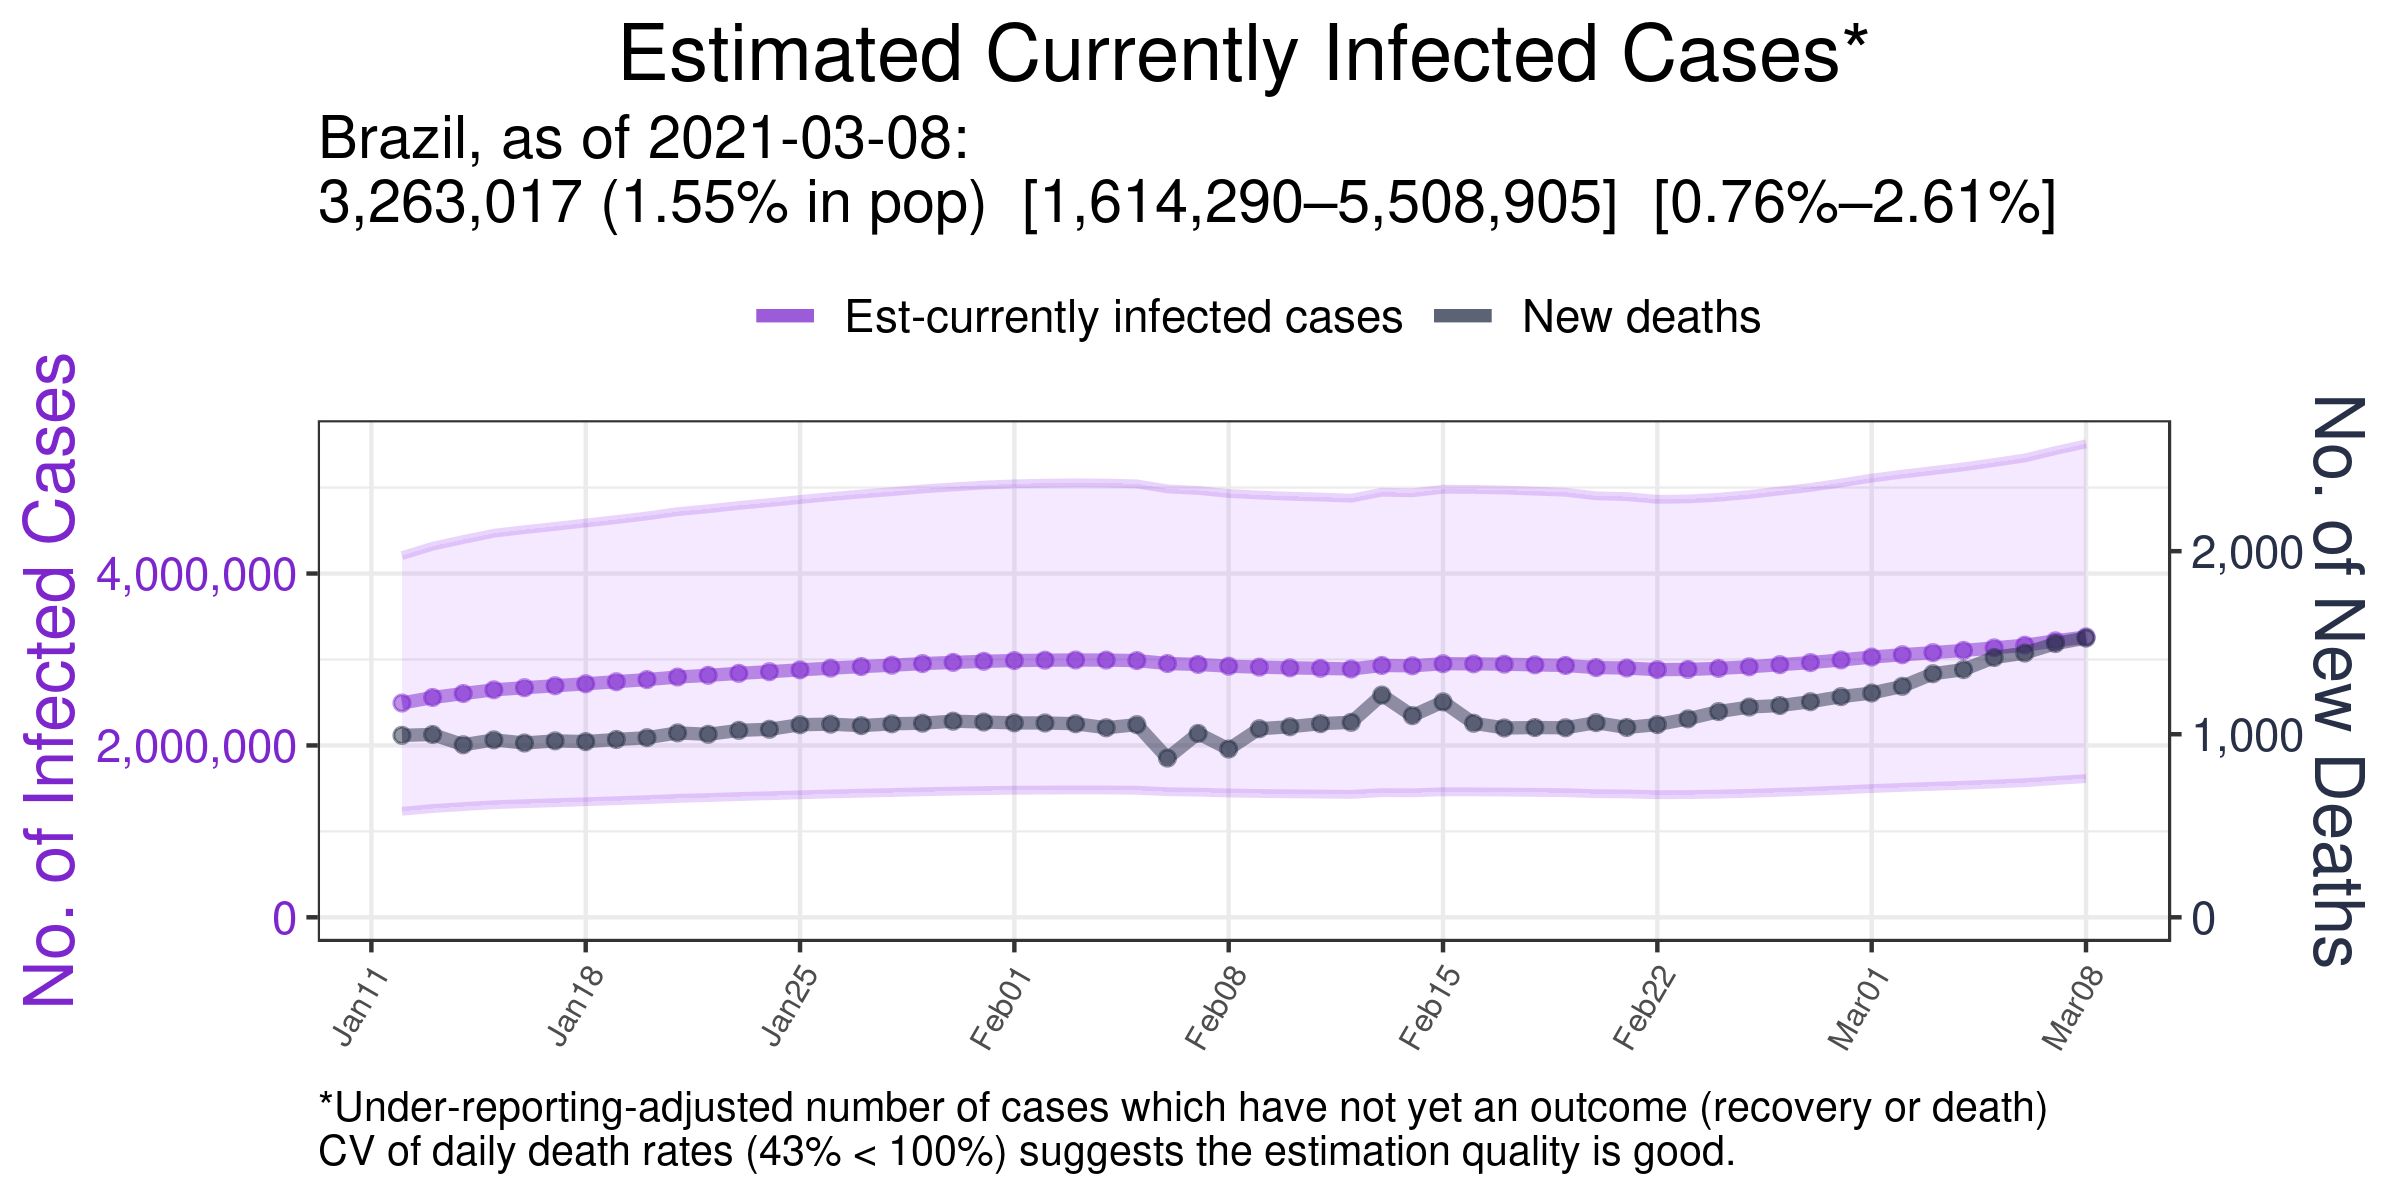 Estimated Currently Infected Cases*
Brazil, as of 2021-03-08:
3,263,017 (1.55% in pop) [1,614,290–5,508,905] [0.76%–2.61%]
Est-currently infected cases
New deaths
No. of Infected Cases
4,000,000
2,000,000
0
2,000
1,000
0
No. of New Deaths
Jan11
Jan18
Jan25
Feb01
Feb08
Feb15
Feb22
Mar01
Mar08
*Under-reporting-adjusted number of cases which have not yet an outcome (recovery or death)
CV of daily death rates (43% < 100%) suggests the estimation quality is good.